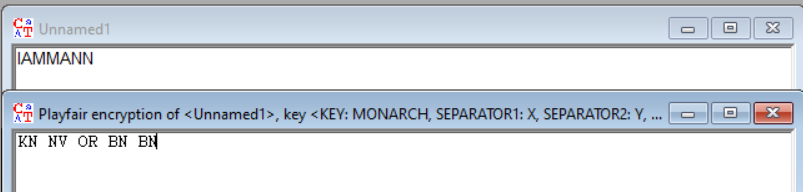 Unnamed1
IAMMANN
Playfair encryption of <Unnamed1>, key <KEY: MONARCH, SEPARATOR1: X, SEPARATOR2: Y, ...
KN NV OR BN BN